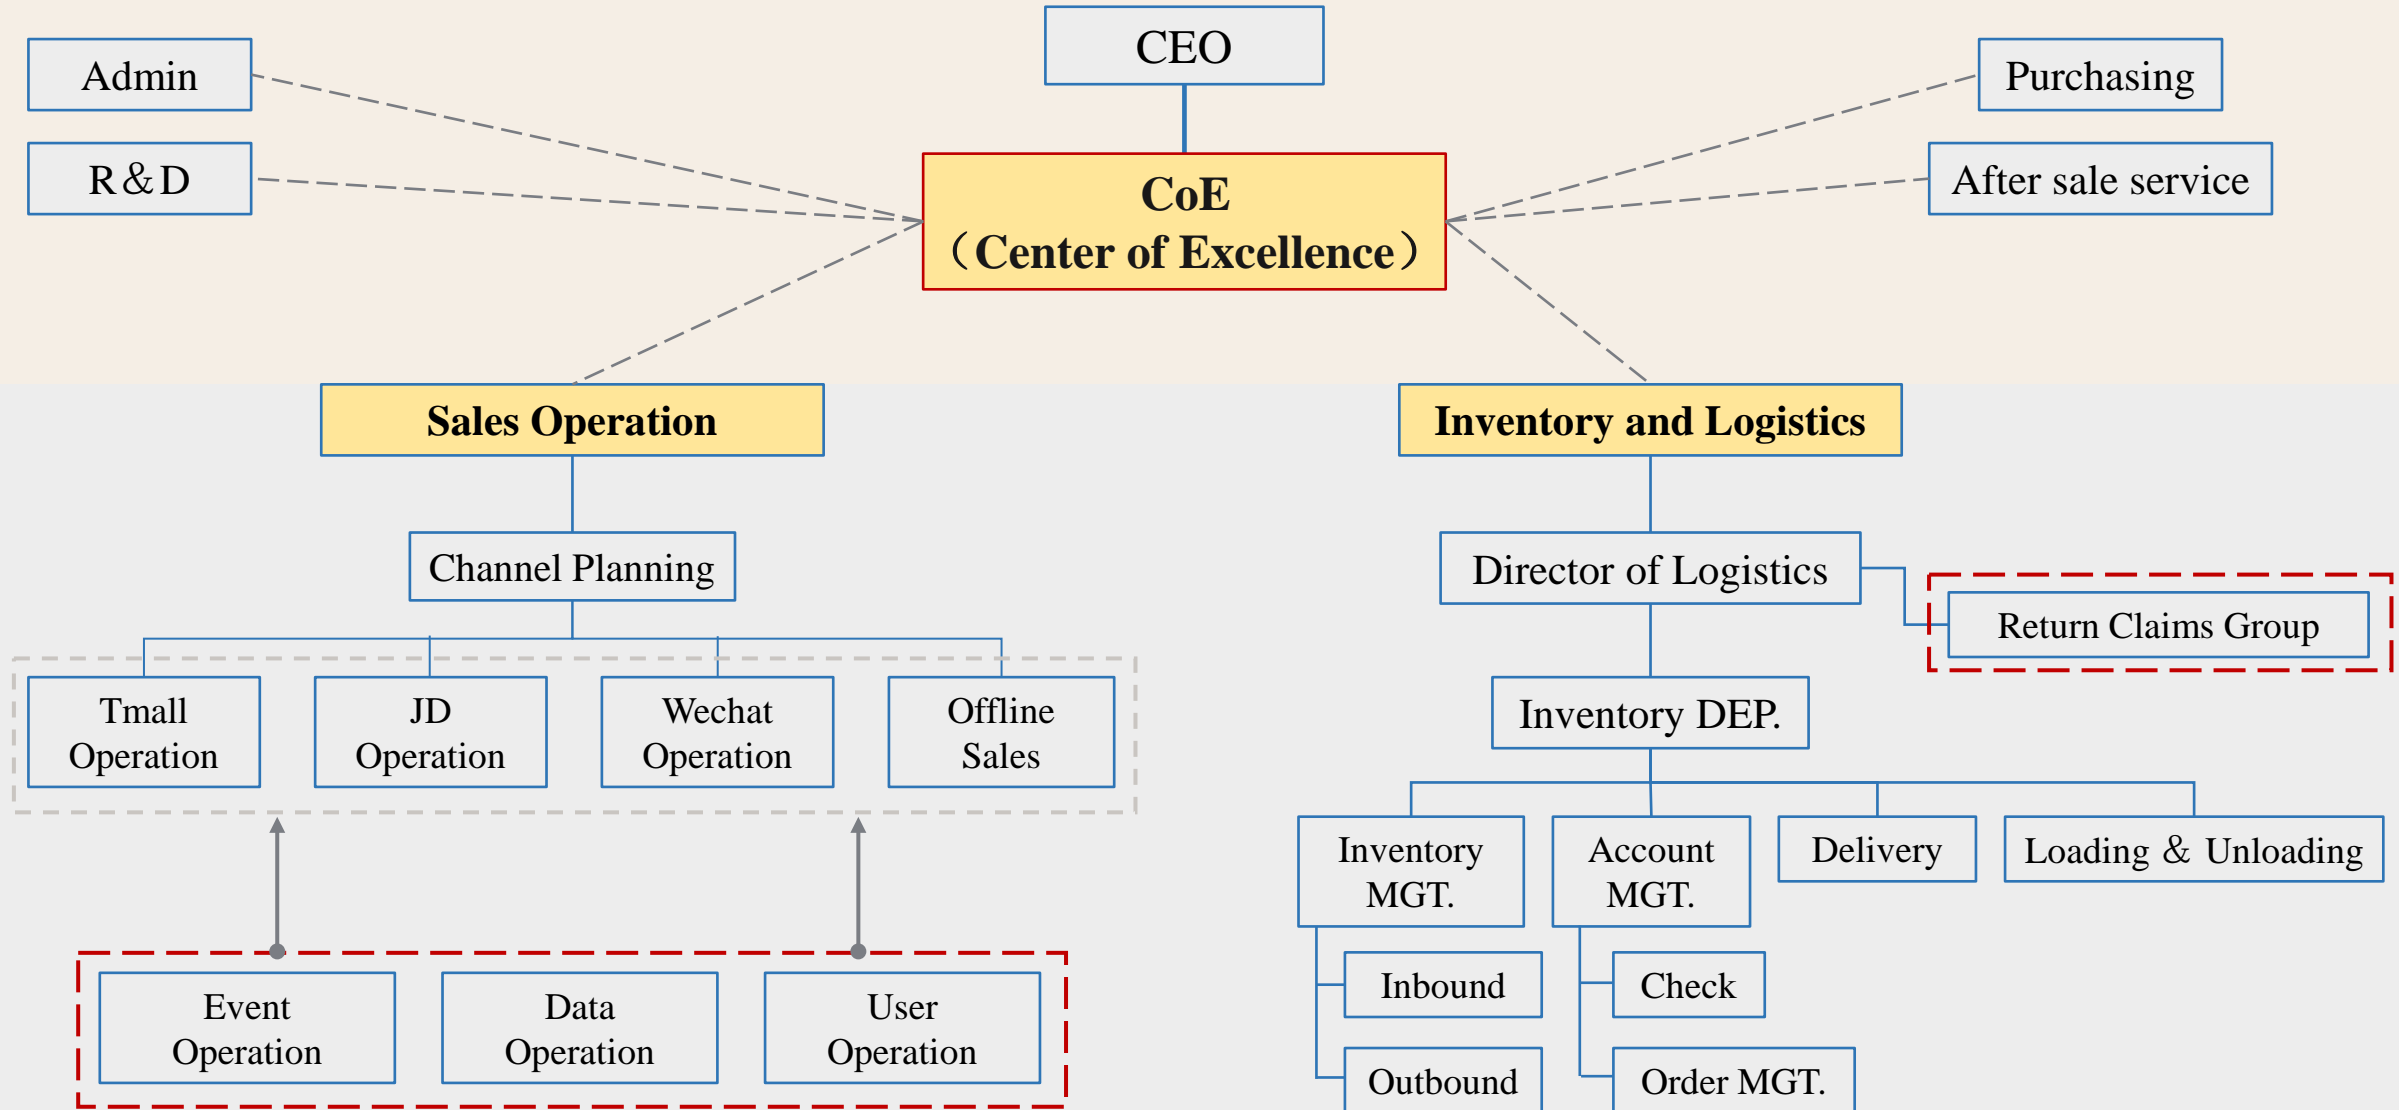 CEO
Admin
Purchasing
R&D
After sale service
CoE
（Center of Excellence）
Sales Operation
Inventory and Logistics
Channel Planning
Director of Logistics
Return Claims Group
Tmall
Operation
JD
Operation
Wechat
Operation
Offline
Sales
Inventory DEP.
Inventory
MGT.
Account
MGT.
Delivery
Loading & Unloading
Event
Operation
Data
Operation
User
Operation
Inbound
Check
Outbound
Order MGT.